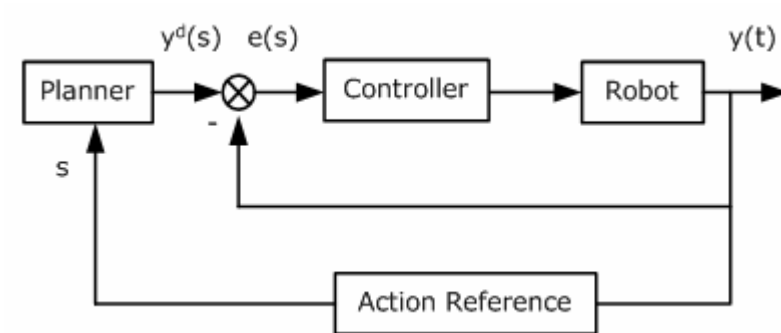 y^d(s) e(s) y(t)
Planner
Controller
Robot
-
s
Action Reference